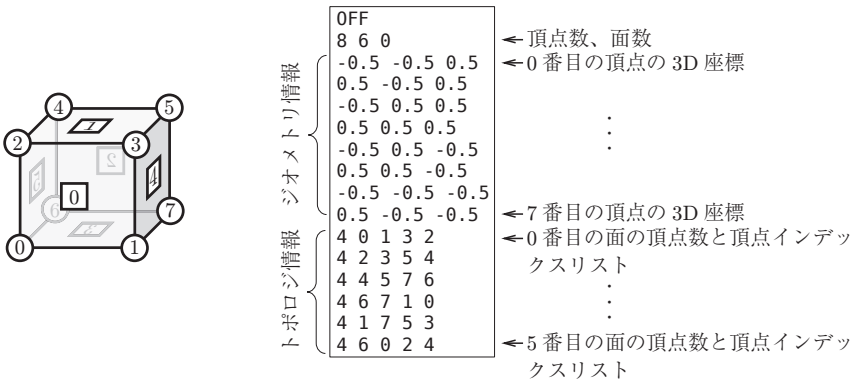 4
5
1
2
3
2
5
0
4
6
7
3
0
1
ジオメトリ情報
トポロジ情報
OFF
8 6 0
-0.5 -0.5 0.5
0.5 -0.5 0.5
-0.5 0.5 0.5
0.5 0.5 0.5
-0.5 0.5 -0.5
0.5 0.5 -0.5
-0.5 -0.5 -0.5
0.5 -0.5 -0.5
4 0 1 3 2
4 2 3 5 4
4 4 5 7 6
4 6 7 1 0
4 1 7 5 3
4 6 0 2 4
頂点数、面数
0 番目の頂点の 3D 座標
7 番目の頂点の 3D 座標
0 番目の面の頂点数と頂点インデッ
クスリスト
5 番目の面の頂点数と頂点インデッ
クスリスト